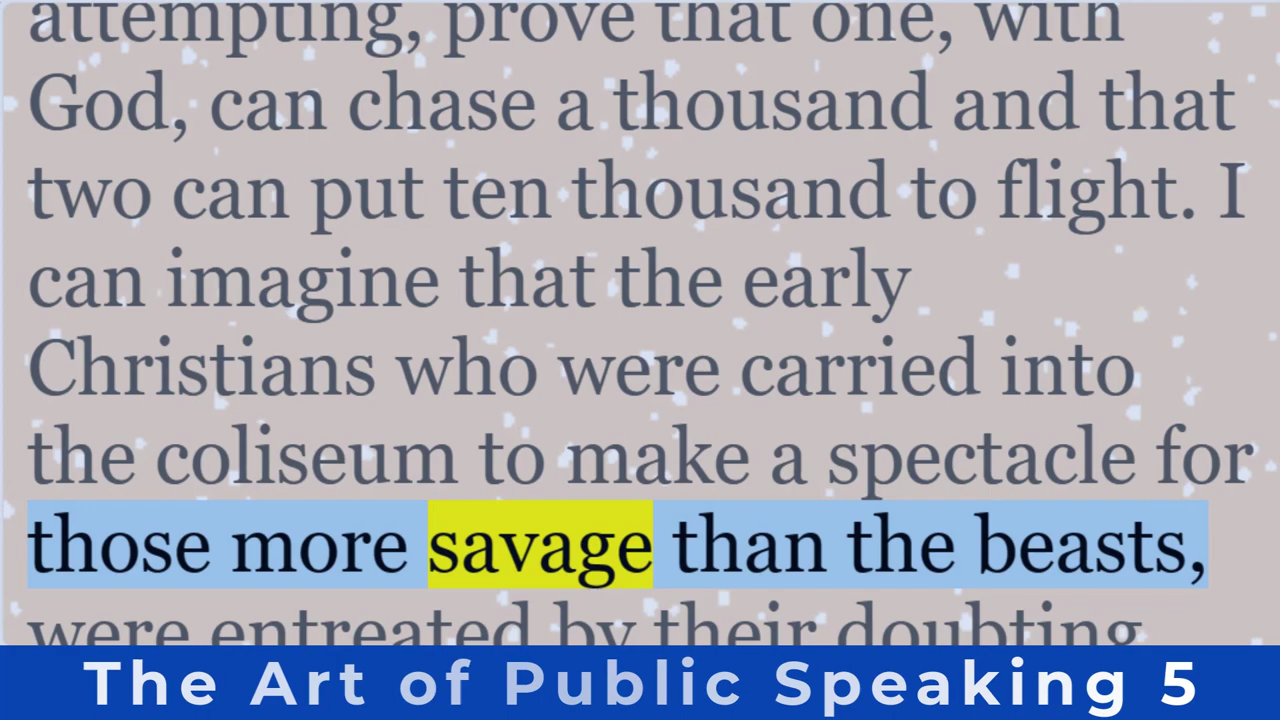 attempting, prove that one, with
God, can chase a thousand and that
two can put ten thousand to flight. I
can imagine that the early
Christians who were carried into
the coliseum to make a spectacle for
those more savage than the beasts,
were entreated by their doubting
The Art of Public Speaking 5